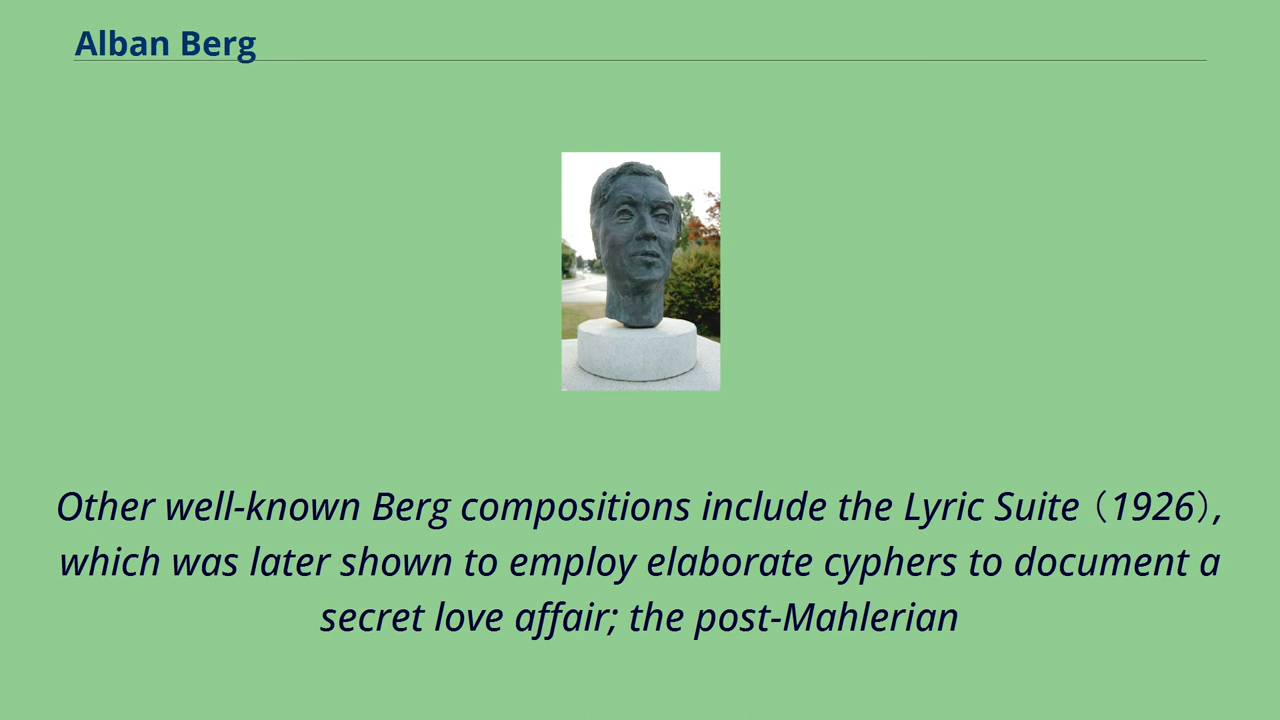 Alban Berg
Other well-known Berg compositions include the Lyric Suite（1926）,
which was later shown to employ elaborate cyphers to document a
secret love affair; the post-Mahlerian